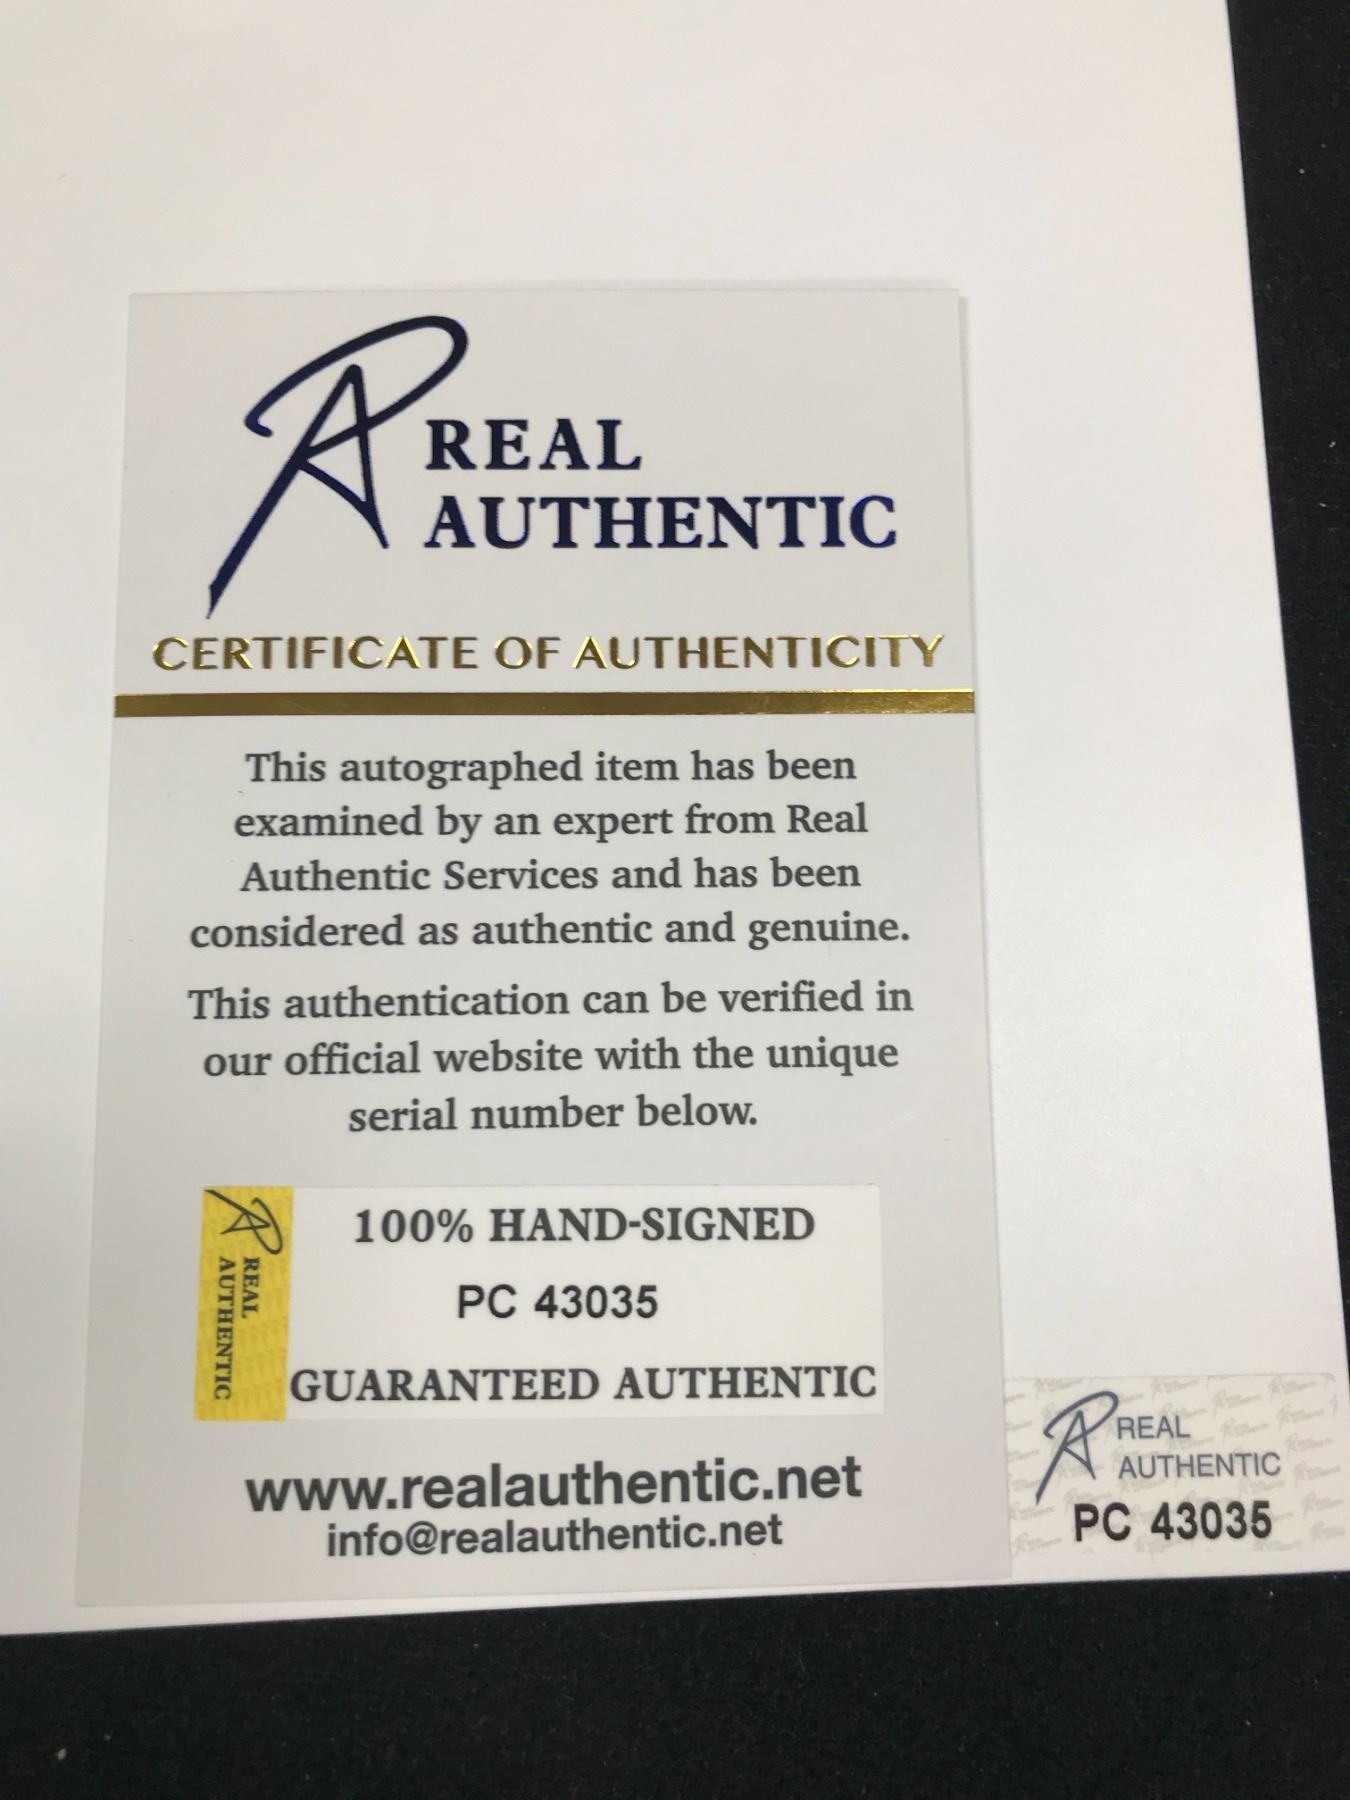 REAL
AUTHENTIC
CERTIFICATE OF AUTHENTICITY
This autographed item has been
examined by an expert from Real
Authentic Services and has been
considered as authentic and genuine.
This authentication can be verified in
our official website with the unique
serial number below.
REAL
AUTHENTIC
100% HAND-SIGNED
PC 43035
GUARANTEED AUTHENTIC
www.realauthentic.net
info@realauthentic.net
REAL
AUTHENTIC
PC 43035